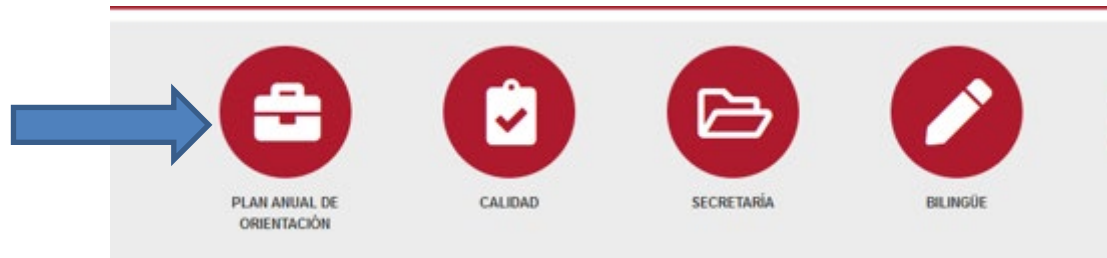 PLAN ANUAL DE
ORIENTACIÓN
CALIDAD
SECRETARÍA
BILINGÜE